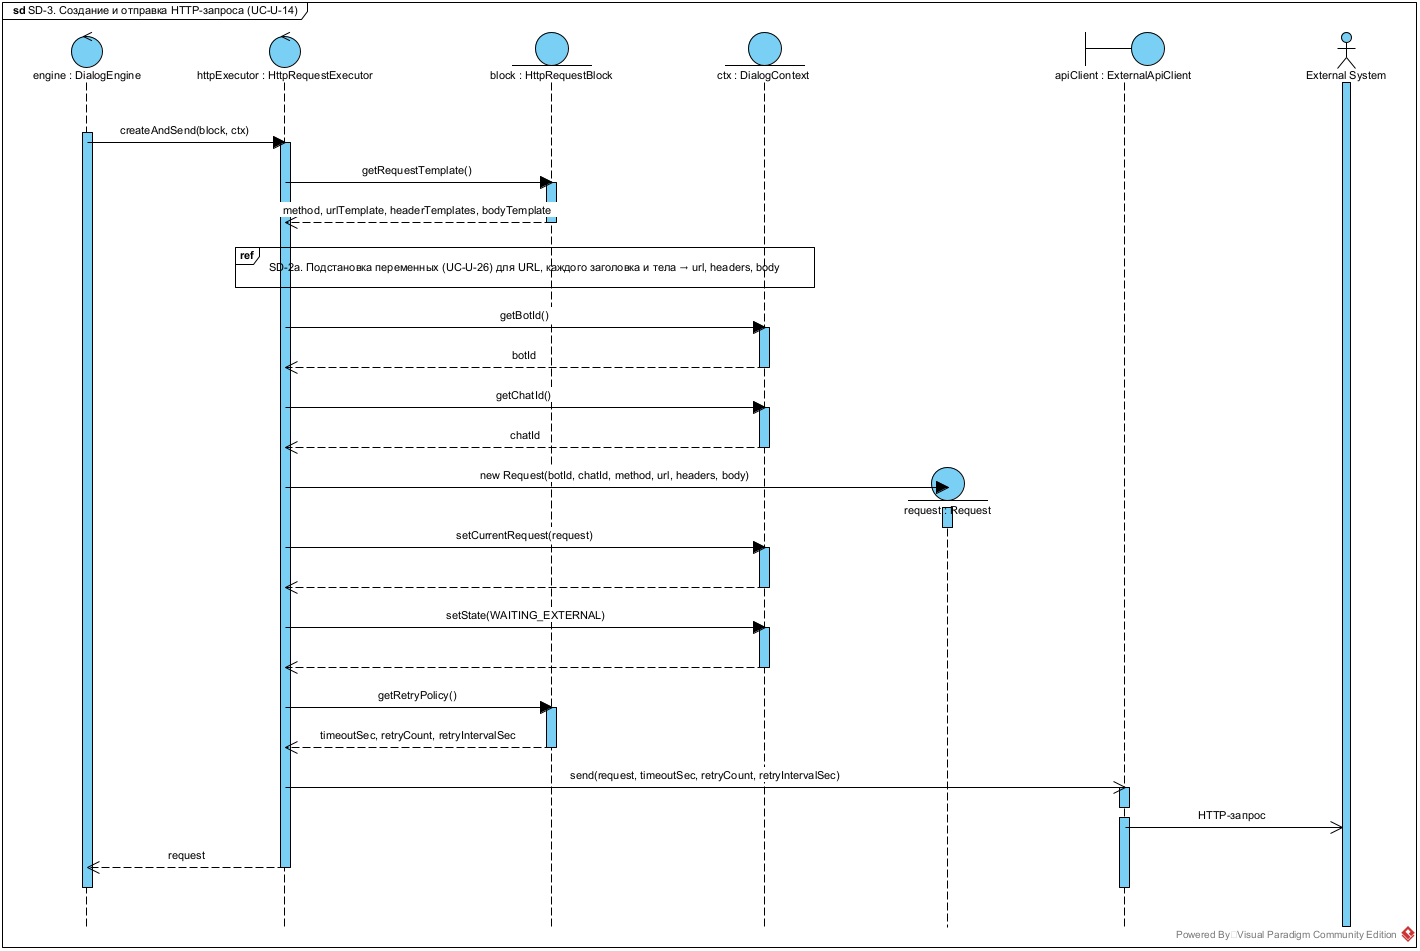 sd SD-3. Создание и отправка HTTP-запроса (UC-U-14)
engine : DialogEngine
httpExecutor : HttpRequestExecutor
block : HttpRequestBlock
ctx : DialogContext
apiClient : ExternalApiClient
External System
createAndSend(block, ctx)
getRequestTemplate()
method, urlTemplate, headerTemplates, bodyTemplate
ref
SD-2a. Подстановка переменных (UC-U-26) для URL, каждого заголовка и тела → url, headers, body
getBotId()
botId
getChatId()
chatId
new Request(botId, chatId, method, url, headers, body)
request : Request
setCurrentRequest(request)
setState(WAITING_EXTERNAL)
getRetryPolicy()
timeoutSec, retryCount, retryIntervalSec
send(request, timeoutSec, retryCount, retryIntervalSec)
HTTP-запрос
request
Powered By Visual Paradigm Community Edition